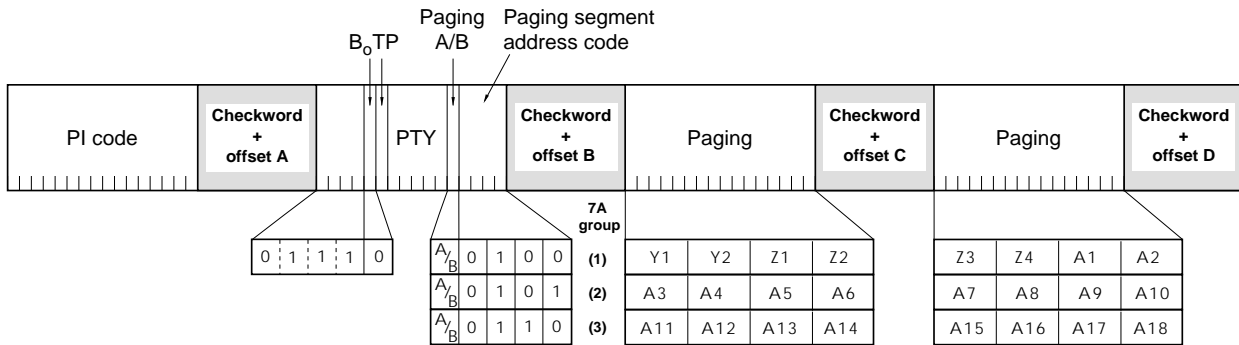 Paging Paging segment
BₒTP A/B address code
PI code Checkword + offset A PTY Checkword + offset B Paging Checkword + offset C Paging Checkword + offset D
7A group
0 1 1 1 0 A/B 0 1 0 0 (1) Y1 Y2 Z1 Z2 Z3 Z4 A1 A2
A/B 0 1 0 1 (2) A3 A4 A5 A6 A7 A8 A9 A10
A/B 0 1 1 0 (3) A11 A12 A13 A14 A15 A16 A17 A18